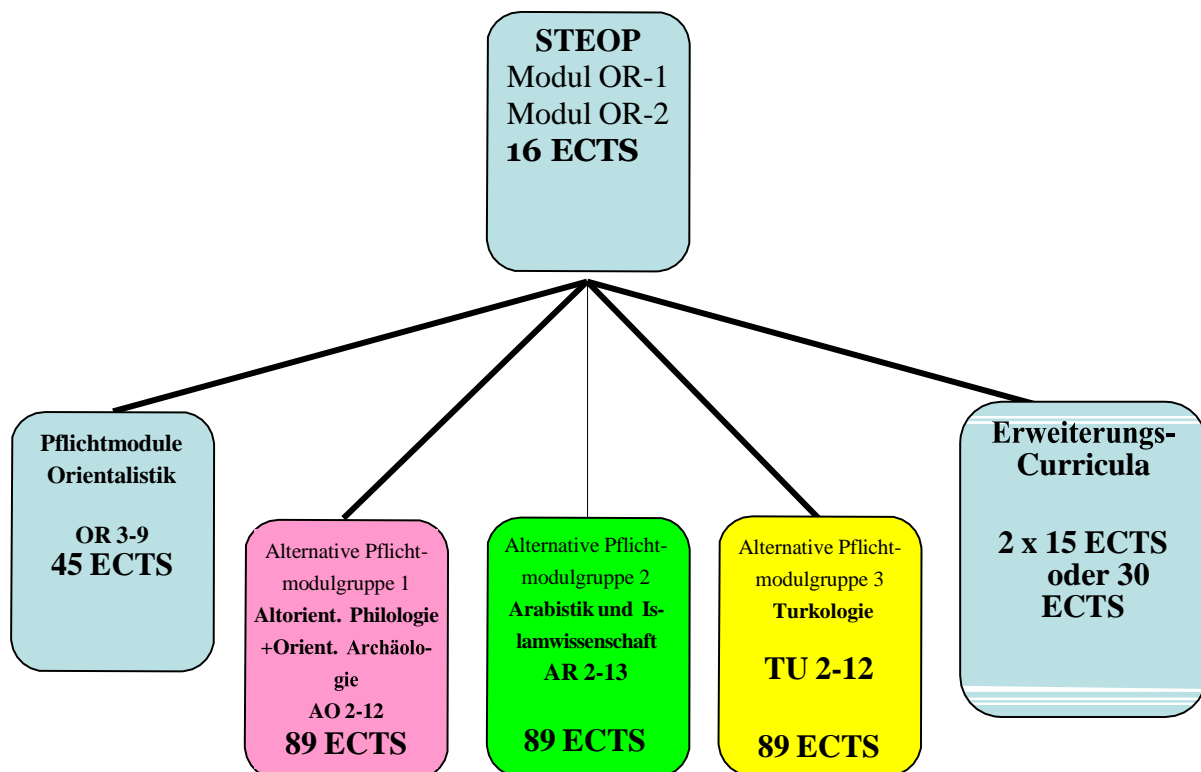 STEOP
Modul OR-1
Modul OR-2
16 ECTS
Pflichtmodule
Orientalistik
OR 3-9
45 ECTS
Alternative Pflicht-
modulgruppe 1
Altorient. Philologie
+Orient. Archäolo-
gie
AO 2-12
89 ECTS
Alternative Pflicht-
modulgruppe 2
Arabistik und Is-
lamwissenschaft
AR 2-13
89 ECTS
Alternative Pflicht-
modulgruppe 3
Turkologie
TU 2-12
89 ECTS
Erweiterungs-
Curricula
2 x 15 ECTS
oder 30
ECTS